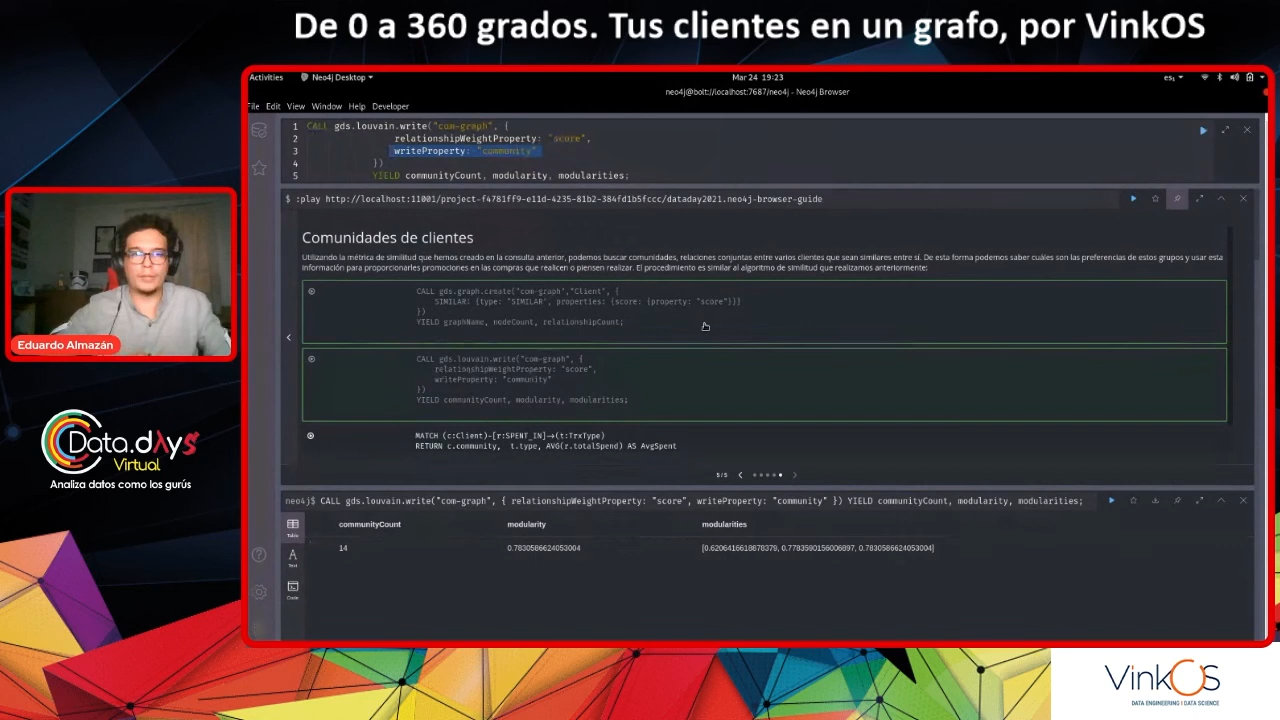 De 0 a 360 grados. Tus clientes en un grafo, por VinkOS
Activities Neo4j Desktop Mar 24 19:23 es₁
neo4j@bolt://localhost:7687/neo4j - Neo4j Browser
File Edit View Window Help Developer
1 CALL gds.louvain.write("com-graph", {
2 relationshipWeightProperty: "score",
3 writeProperty: "community"
4 })
5 YIELD communityCount, modularity, modularities;
$ :play http://localhost:11001/project-f4781ff9-e11d-4235-81b2-384fd1b5fccc/dataday2021.neo4j-browser-guide
Comunidades de clientes
Utilizando la métrica de similitud que hemos creado en la consulta anterior, podemos buscar comunidades, relaciones conjuntas entre varios clientes que sean similares entre sí. De esta forma podemos saber cuáles son las preferencias de estos grupos y usar esta
información para proporcionarles promociones en las compras que realicen o piensen realizar. El procedimiento es similar al algoritmo de similitud que realizamos anteriormente:
CALL gds.graph.create("com-graph","Client", {
SIMILAR: {type: "SIMILAR", properties: {score: {property: "score"}}}
})
YIELD graphName, nodeCount, relationshipCount;
CALL gds.louvain.write("com-graph", {
relationshipWeightProperty: "score",
writeProperty: "community"
})
YIELD communityCount, modularity, modularities;
MATCH (c:Client)-[r:SPENT_IN]->(t:TrxType)
RETURN c.community, t.type, AVG(r.totalSpend) AS AvgSpent
5/5
neo4j$ CALL gds.louvain.write("com-graph", { relationshipWeightProperty: "score", writeProperty: "community" }) YIELD communityCount, modularity, modularities;
communityCount modularity modularities
14 0.7830586624053004 [0.6206416618878379, 0.7783590156006897, 0.7830586624053004]
Table
Text
Code
Eduardo Almazán
Data.dAys
Virtual
Analiza datos como los gurús
VinkOS
DATA ENGINEERING & DATA SCIENCE